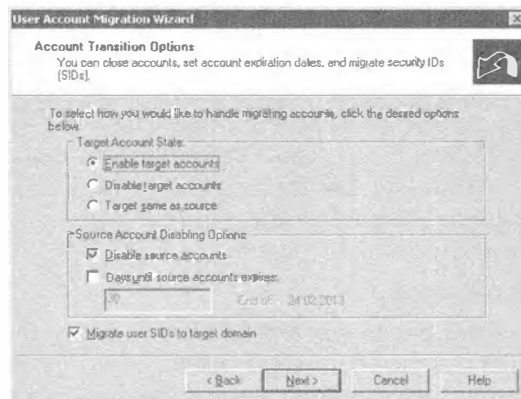 User Account Migration Wizard
Account Transition Options
You can close accounts, set account expiration dates, and migrate security IDs
(SIDs).
To select how you would like to handle migrating accounts, click the desired options
below.
Target Account State:
Enable target accounts
Disable target accounts
Target same as source
Source Account Disabling Options:
Disable source accounts
Days until source accounts expires:
30 End of: 24.02.2013
Migrate user SIDs to target domain
< Back Next > Cancel Help